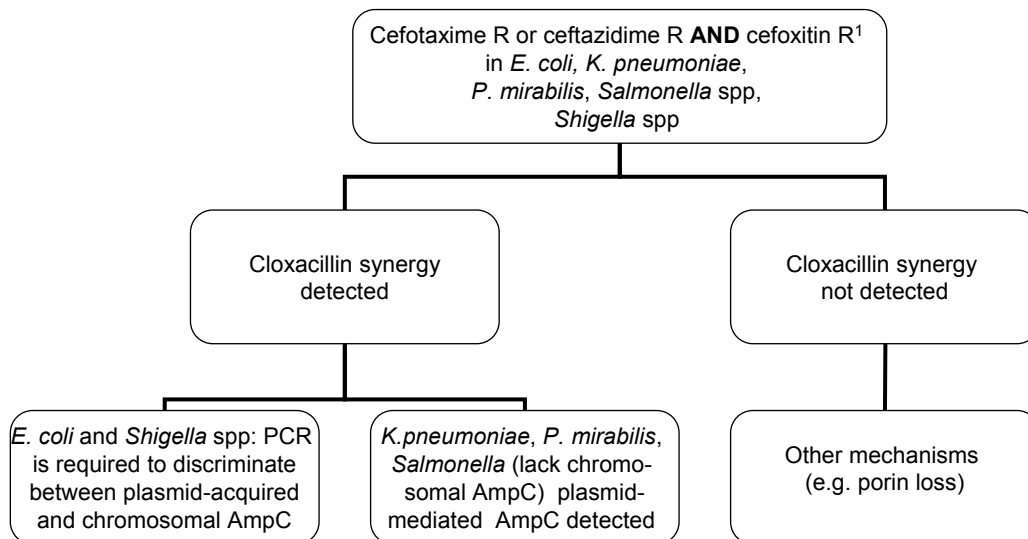 Cefotaxime R or ceftazidime R AND cefoxitin R¹
in E. coli, K. pneumoniae,
P. mirabilis, Salmonella spp,
Shigella spp
Cloxacillin synergy
detected
Cloxacillin synergy
not detected
E. coli and Shigella spp: PCR
is required to discriminate
between plasmid-acquired
and chromosomal AmpC
K.pneumoniae, P. mirabilis,
Salmonella (lack chromo-
somal AmpC) plasmid-
mediated AmpC detected
Other mechanisms
(e.g. porin loss)